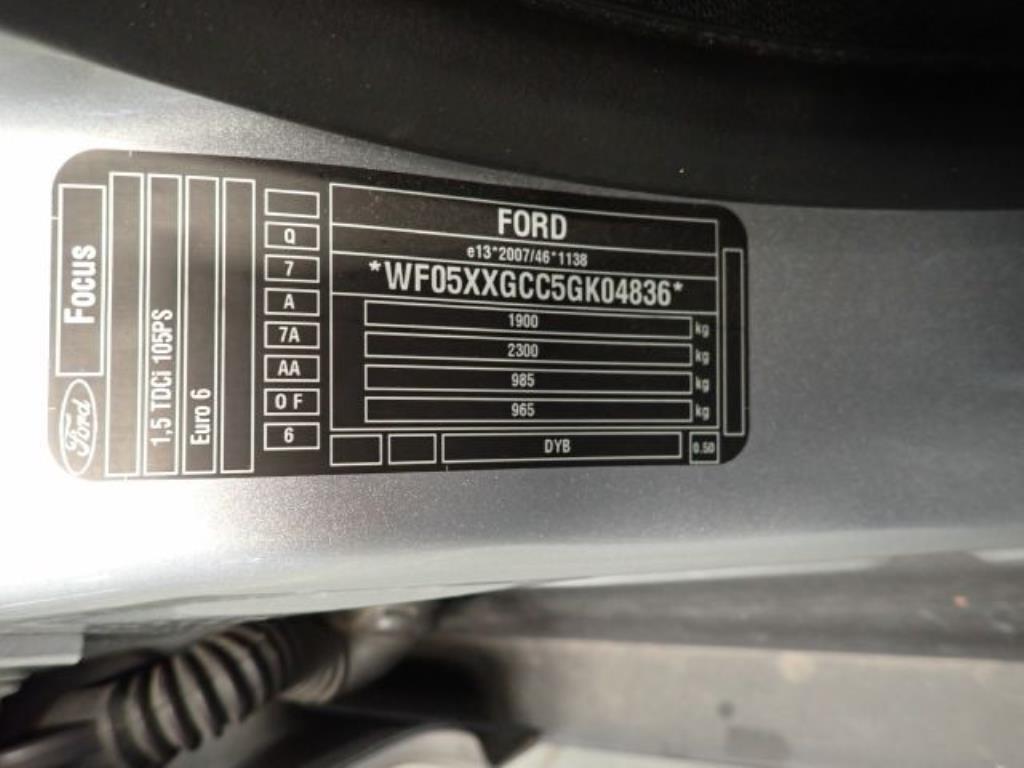 Focus
Ford
1,5 TDCi 105PS
Euro 6
Q
7
A
7A
AA
0 F
6
FORD
e13*2007/46*1138
*WF05XXGCC5GK04836*
1900 kg
2300 kg
985 kg
965 kg
DYB
0.50